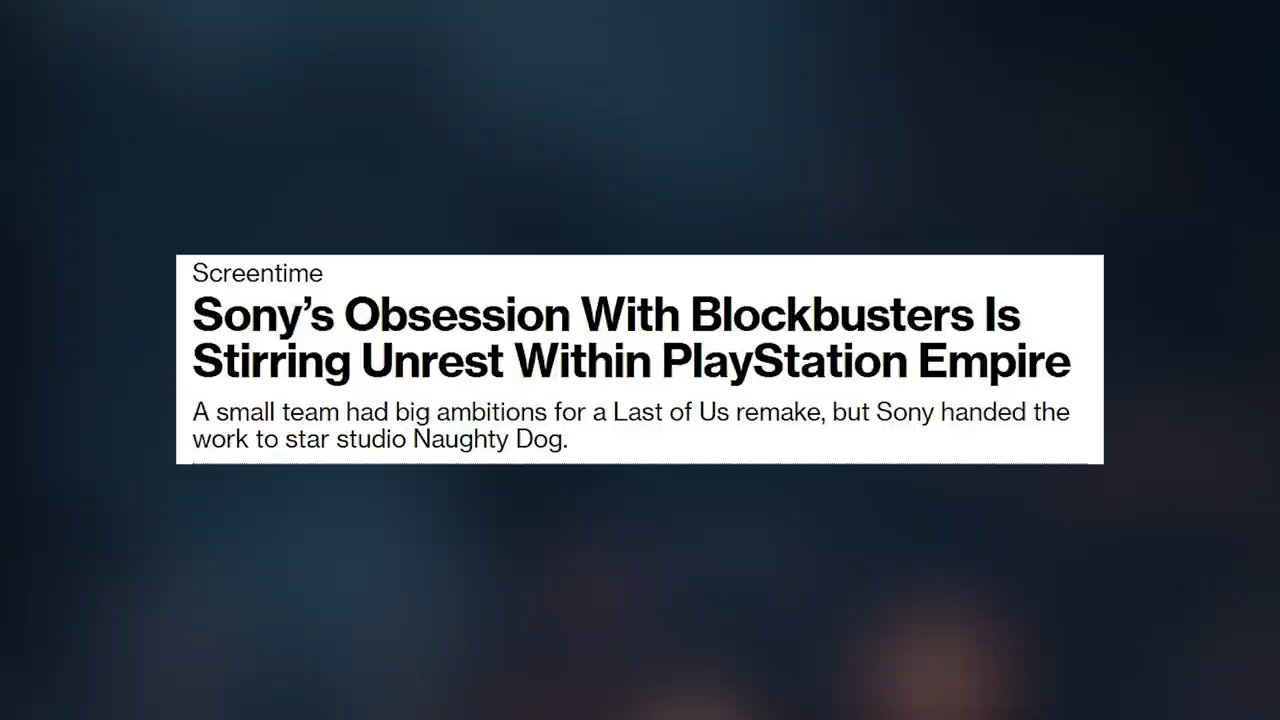 Screentime
Sony’s Obsession With Blockbusters Is
Stirring Unrest Within PlayStation Empire
A small team had big ambitions for a Last of Us remake, but Sony handed the
work to star studio Naughty Dog.